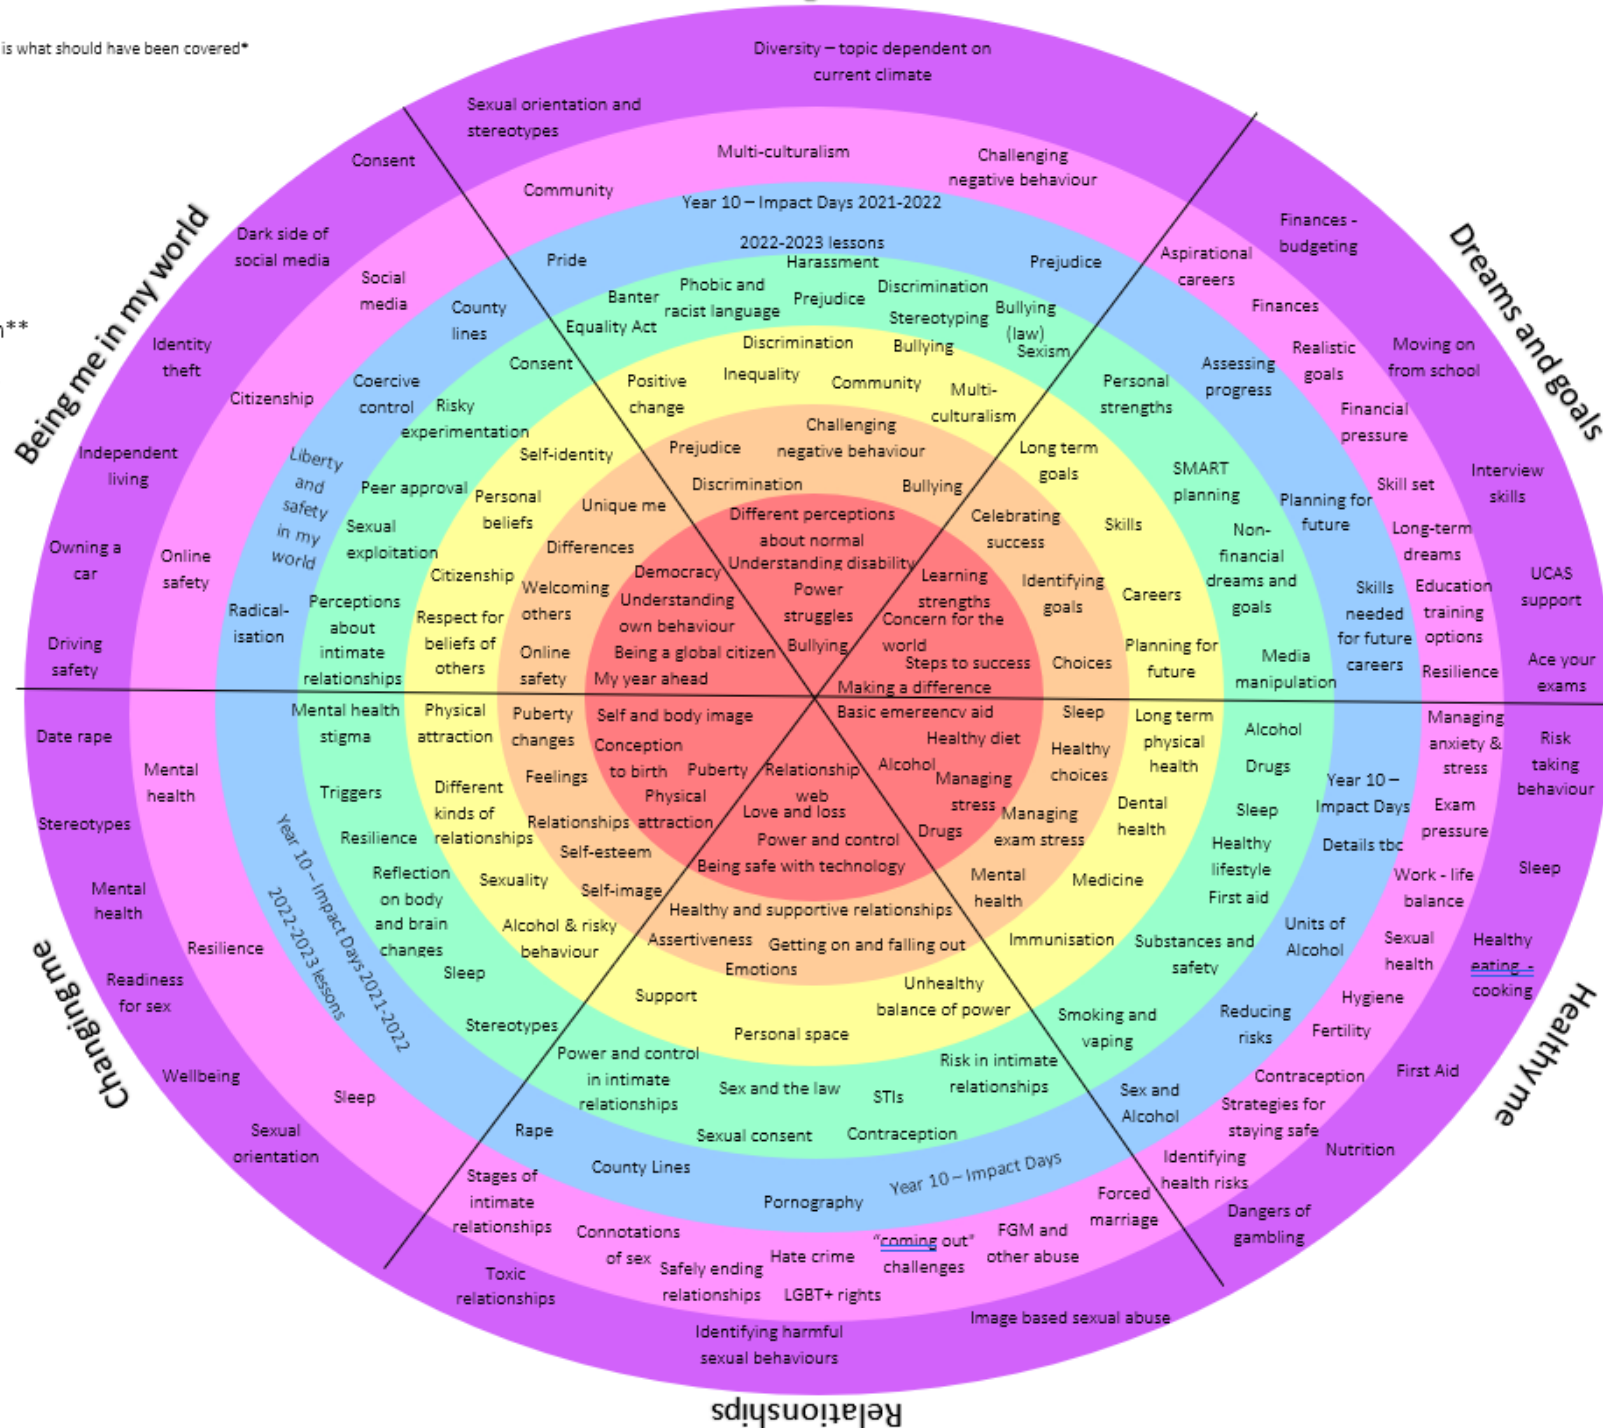 is what should have been covered*
n**
Being me in my world
Dreams and goals
Healthy me
Relationships
Changing me
Diversity – topic dependent on
current climate
Sexual orientation and
stereotypes
Multi-culturalism
Challenging
negative behaviour
Community
Year 10 – Impact Days 2021-2022
2022-2023 lessons
Pride
Prejudice
Harassment
Banter
Phobic and
racist language
Prejudice
Discrimination
Equality Act
Stereotyping
Bullying
(law)
Sexism
Discrimination
Bullying
Inequality
Positive
change
Community
Multi-
culturalism
Challenging
negative behaviour
Prejudice
Discrimination
Bullying
Different perceptions
about normal
Understanding disability
Power
struggles
Bullying
Finances -
budgeting
Moving on
from school
Interview
skills
UCAS
support
Ace your
exams
Aspirational
careers
Finances
Realistic
goals
Financial
pressure
Skill set
Long-term
dreams
Education
training
options
Resilience
Assessing
progress
Planning for
future
Skills
needed
for future
careers
Personal
strengths
SMART
planning
Non-
financial
dreams and
goals
Media
manipulation
Long term
goals
Skills
Careers
Planning for
future
Celebrating
success
Identifying
goals
Choices
Learning
strengths
Concern for the
world
Steps to success
Making a difference
Risk
taking
behaviour
Sleep
Healthy
eating -
cooking
First Aid
Nutrition
Dangers of
gambling
Managing
anxiety &
stress
Exam
pressure
Work - life
balance
Sexual
health
Hygiene
Fertility
Contraception
Strategies for
staying safe
Identifying
health risks
Year 10 –
Impact Days
Details tbc
Units of
Alcohol
Reducing
risks
Sex and
Alcohol
Alcohol
Drugs
Sleep
Healthy
lifestyle
First aid
Substances and
safety
Smoking and
vaping
Long term
physical
health
Dental
health
Medicine
Immunisation
Sleep
Healthy
choices
Managing
exam stress
Mental
health
Basic emergency aid
Healthy diet
Alcohol
Managing
stress
Drugs
Relationship
web
Love and loss
Power and control
Being safe with technology
Healthy and supportive relationships
Assertiveness
Getting on and falling out
Emotions
Support
Unhealthy
balance of power
Personal space
Power and control
in intimate
relationships
Sex and the law
STIs
Risk in intimate
relationships
Sexual consent
Contraception
Rape
County Lines
Pornography
Year 10 – Impact Days
Stages of
intimate
relationships
Connotations
of sex
Safely ending
relationships
Hate crime
LGBT+ rights
“coming out”
challenges
FGM and
other abuse
Forced
marriage
Toxic
relationships
Identifying harmful
sexual behaviours
Image based sexual abuse
Self and body image
Conception
to birth
Puberty
Physical
attraction
Puberty
changes
Feelings
Relationships
Self-esteem
Self-image
Physical
attraction
Different
kinds of
relationships
Sexuality
Alcohol & risky
behaviour
Mental health
stigma
Triggers
Resilience
Reflection
on body
and brain
changes
Sleep
Stereotypes
Year 10 – Impact Days 2021-2022
2022-2023 lessons
Mental
health
Resilience
Sleep
Date rape
Stereotypes
Mental
health
Readiness
for sex
Wellbeing
Sexual
orientation
Consent
Dark side of
social media
Identity
theft
Independent
living
Owning a
car
Driving
safety
Social
media
Citizenship
Online
safety
County
lines
Coercive
control
Liberty
and
safety
in my
world
Radical-
isation
Consent
Risky
experimentation
Peer approval
Sexual
exploitation
Perceptions
about
intimate
relationships
Self-identity
Personal
beliefs
Citizenship
Respect for
beliefs of
others
Unique me
Differences
Welcoming
others
Online
safety
Democracy
Understanding
own behaviour
Being a global citizen
My year ahead